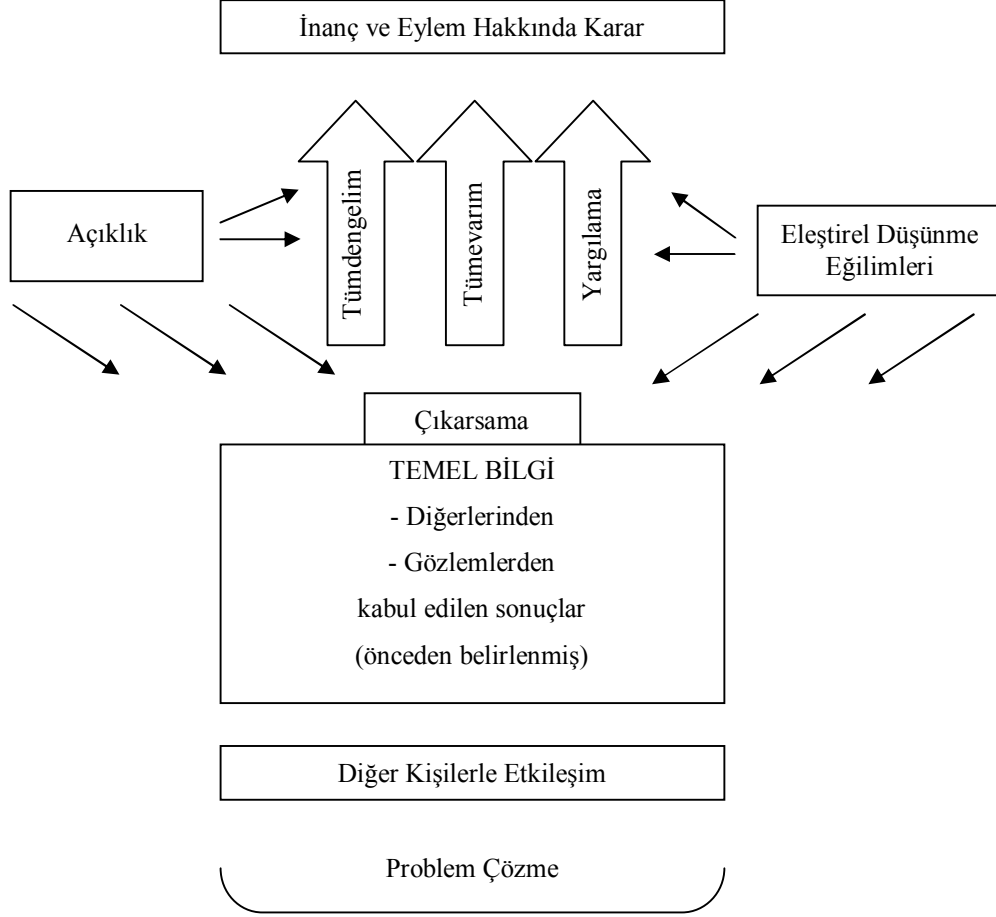 İnanç ve Eylem Hakkında Karar
Tümdengelim
Tümevarım
Yargılama
Açıklık
Eleştirel Düşünme
Eğilimleri
Çıkarsama
TEMEL BİLGİ
- Diğerlerinden
- Gözlemlerden
kabul edilen sonuçlar
(önceden belirlenmiş)
Diğer Kişilerle Etkileşim
Problem Çözme